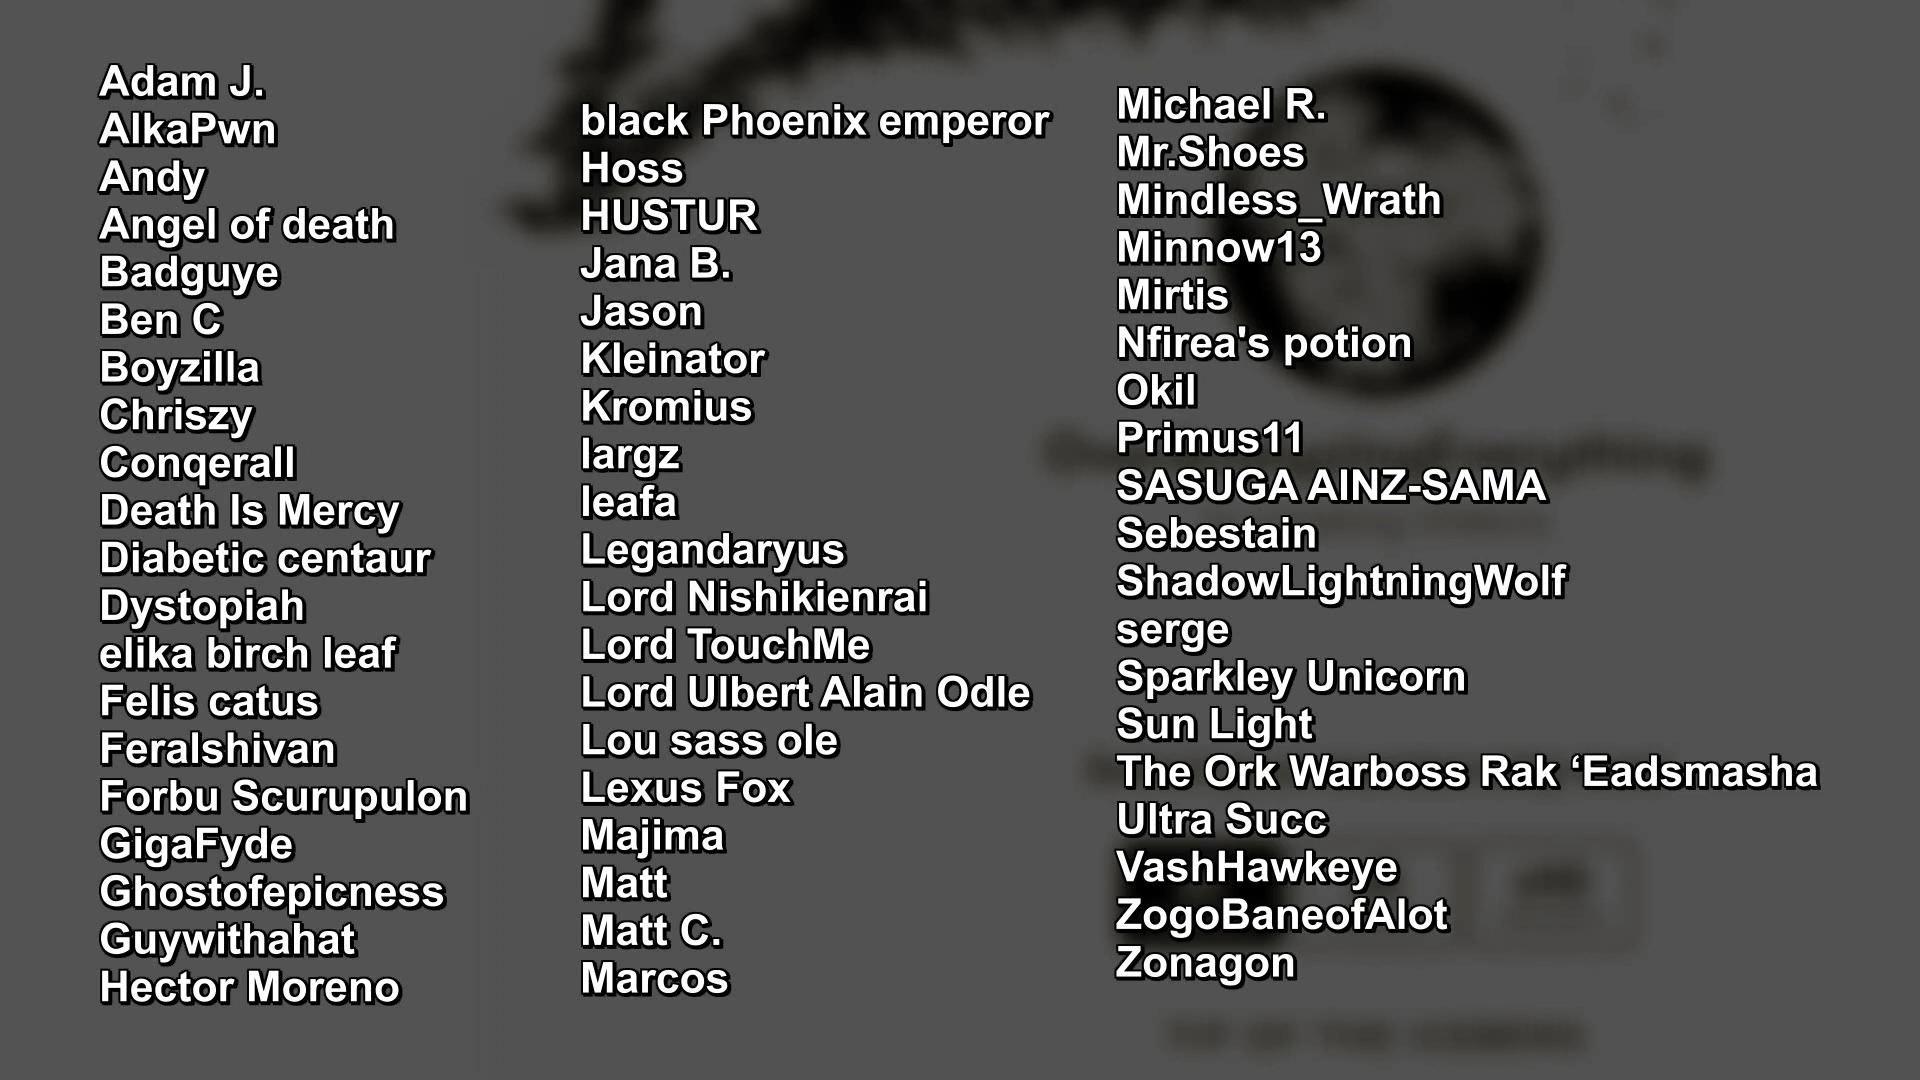 Adam J.
AlkaPwn
Andy
Angel of death
Badguye
Ben C
Boyzilla
Chriszy
Conqerall
Death Is Mercy
Diabetic centaur
Dystopiah
elika birch leaf
Felis catus
Feralshivan
Forbu Scurupulon
GigaFyde
Ghostofepicness
Guywithahat
Hector Moreno
black Phoenix emperor
Hoss
HUSTUR
Jana B.
Jason
Kleinator
Kromius
largz
leafa
Legandaryus
Lord Nishikienrai
Lord TouchMe
Lord Ulbert Alain Odle
Lou sass ole
Lexus Fox
Majima
Matt
Matt C.
Marcos
Michael R.
Mr.Shoes
Mindless_Wrath
Minnow13
Mirtis
Nfirea's potion
Okil
Primus11
SASUGA AINZ-SAMA
Sebestain
ShadowLightningWolf
serge
Sparkley Unicorn
Sun Light
The Ork Warboss Rak ‘Eadsmasha
Ultra Succ
VashHawkeye
ZogoBaneofAlot
Zonagon